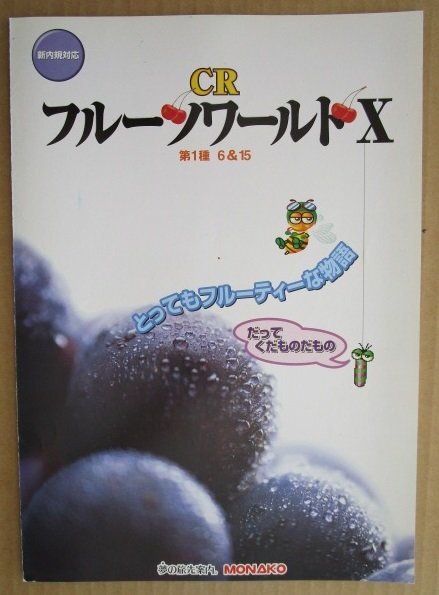 新内規対応
CR
フルーツワールドX
第1種 6&15
とってもフルーティーな物語
だって
くだものだもの
夢の旅先案内。 MONAKO